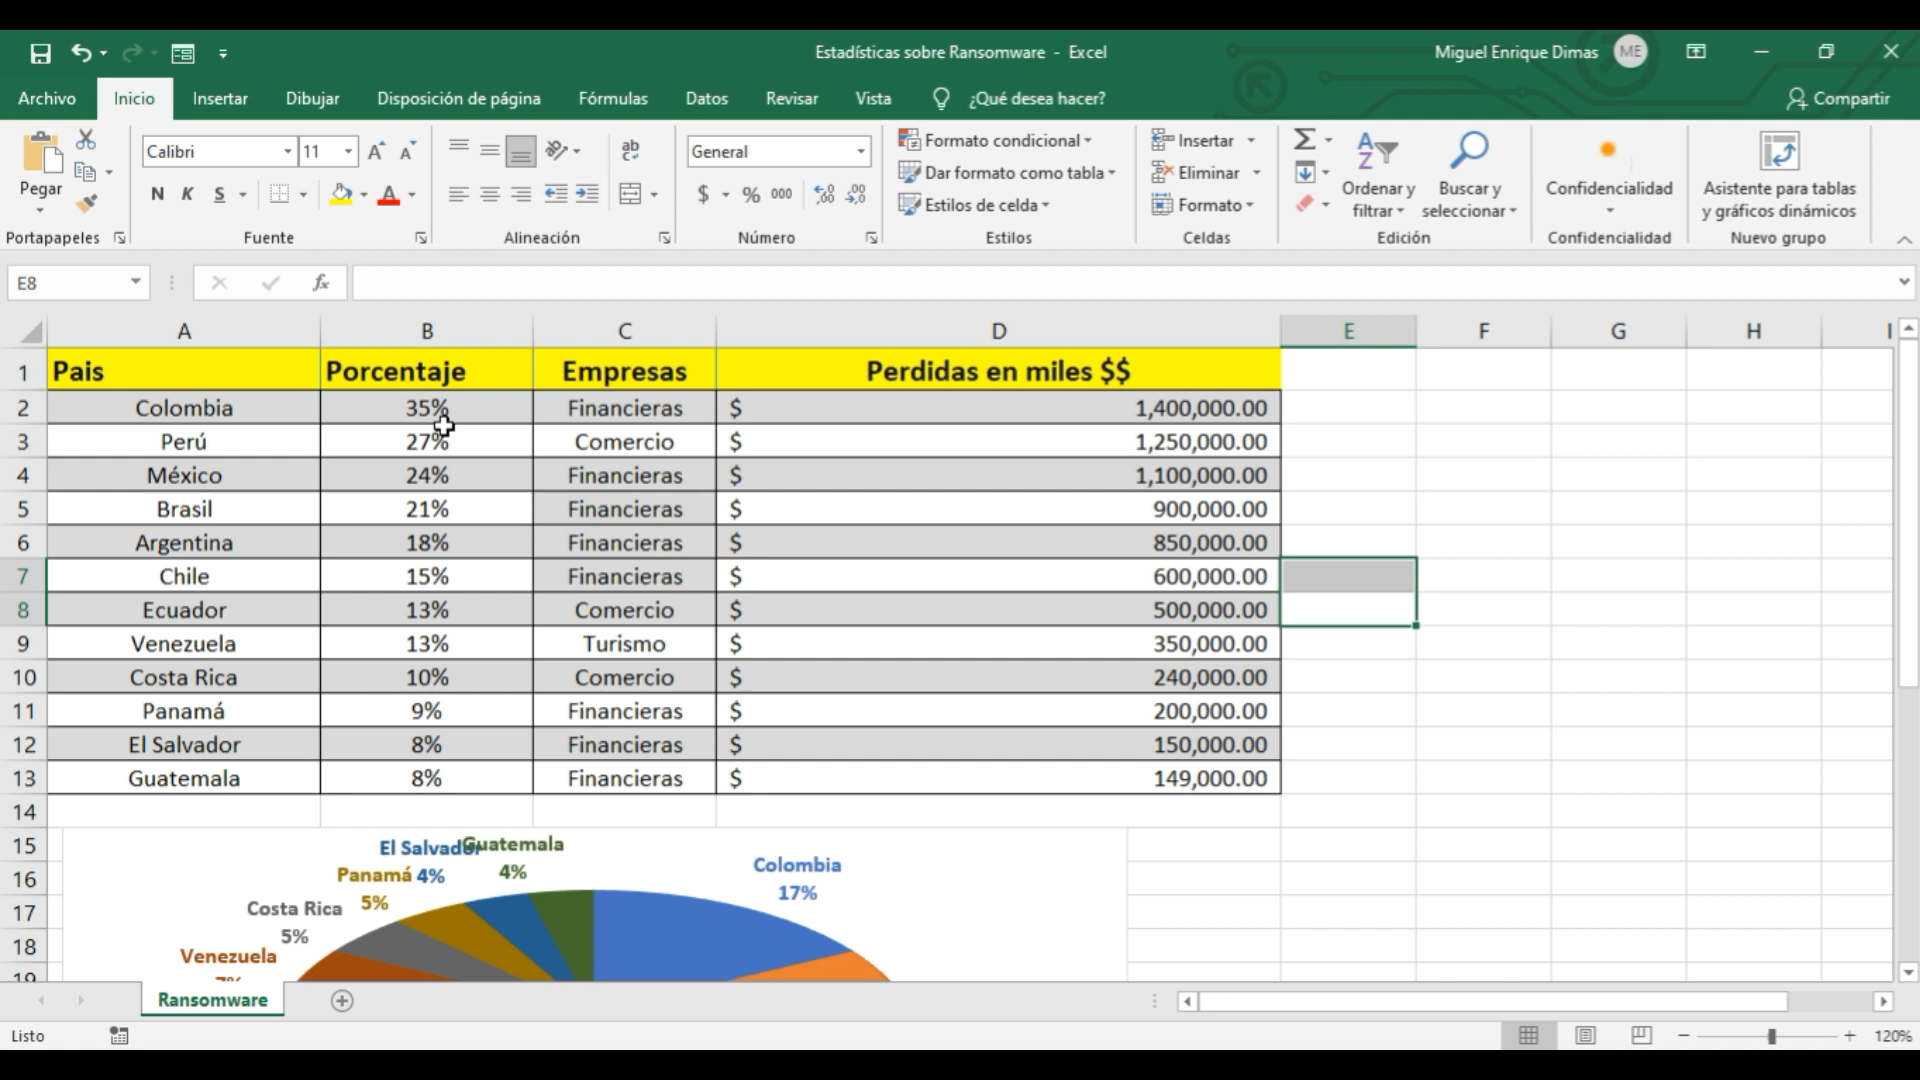 Estadísticas sobre Ransomware - Excel
Miguel Enrique Dimas ME
Archivo Inicio Insertar Dibujar Disposición de página Fórmulas Datos Revisar Vista ¿Qué desea hacer? Compartir
Pegar
Portapapeles
Calibri 11
N K S
Fuente
ab
Alineación
General
$ % 000
Número
Formato condicional
Dar formato como tabla
Estilos de celda
Estilos
Insertar
Eliminar
Formato
Celdas
Ordenar y filtrar
Buscar y seleccionar
Edición
Confidencialidad
Confidencialidad
Asistente para tablas y gráficos dinámicos
Nuevo grupo
E8 fx
A B C D E F G H I
1 Pais Porcentaje Empresas Perdidas en miles $$
2 Colombia 35% Financieras $ 1,400,000.00
3 Perú 27% Comercio $ 1,250,000.00
4 México 24% Financieras $ 1,100,000.00
5 Brasil 21% Financieras $ 900,000.00
6 Argentina 18% Financieras $ 850,000.00
7 Chile 15% Financieras $ 600,000.00
8 Ecuador 13% Comercio $ 500,000.00
9 Venezuela 13% Turismo $ 350,000.00
10 Costa Rica 10% Comercio $ 240,000.00
11 Panamá 9% Financieras $ 200,000.00
12 El Salvador 8% Financieras $ 150,000.00
13 Guatemala 8% Financieras $ 149,000.00
14
15
16
17
18
19
El Salvador
4%
Guatemala
4%
Panamá
5%
Colombia
17%
Costa Rica
5%
Venezuela
7%
Ransomware
Listo
120%